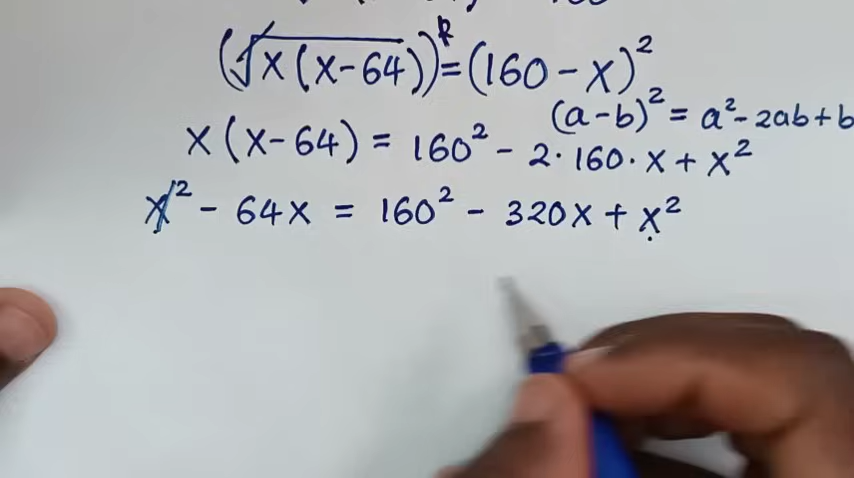 (√x(x-64))² = (160-x)²
(a-b)² = a²-2ab+b
x(x-64) = 160² - 2·160·x + x²
x² - 64x = 160² - 320x + x²